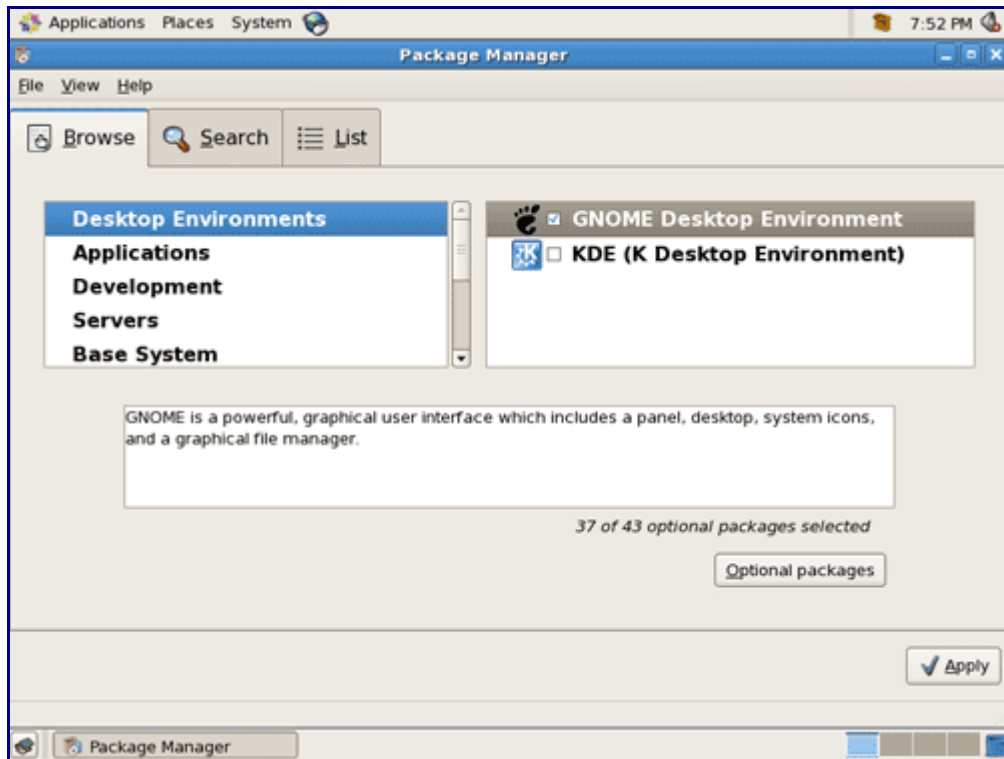 Applications Places System 7:52 PM
Package Manager
File View Help
Browse Search List
Desktop Environments
Applications
Development
Servers
Base System
GNOME Desktop Environment
KDE (K Desktop Environment)
GNOME is a powerful, graphical user interface which includes a panel, desktop, system icons,
and a graphical file manager.
37 of 43 optional packages selected
Optional packages
Apply
Package Manager